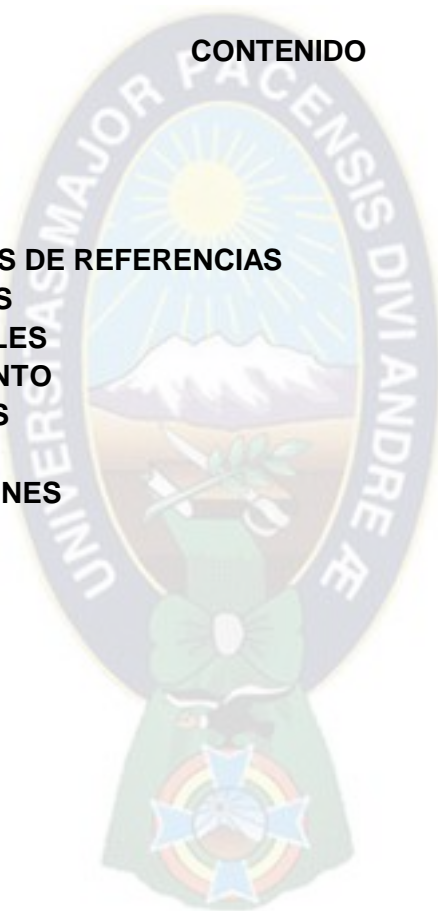 CONTENIDO
S DE REFERENCIAS
S
LES
NTO
S
NES
UNIVERSITAS MAJOR PACENSIS DIVI ANDRE Æ